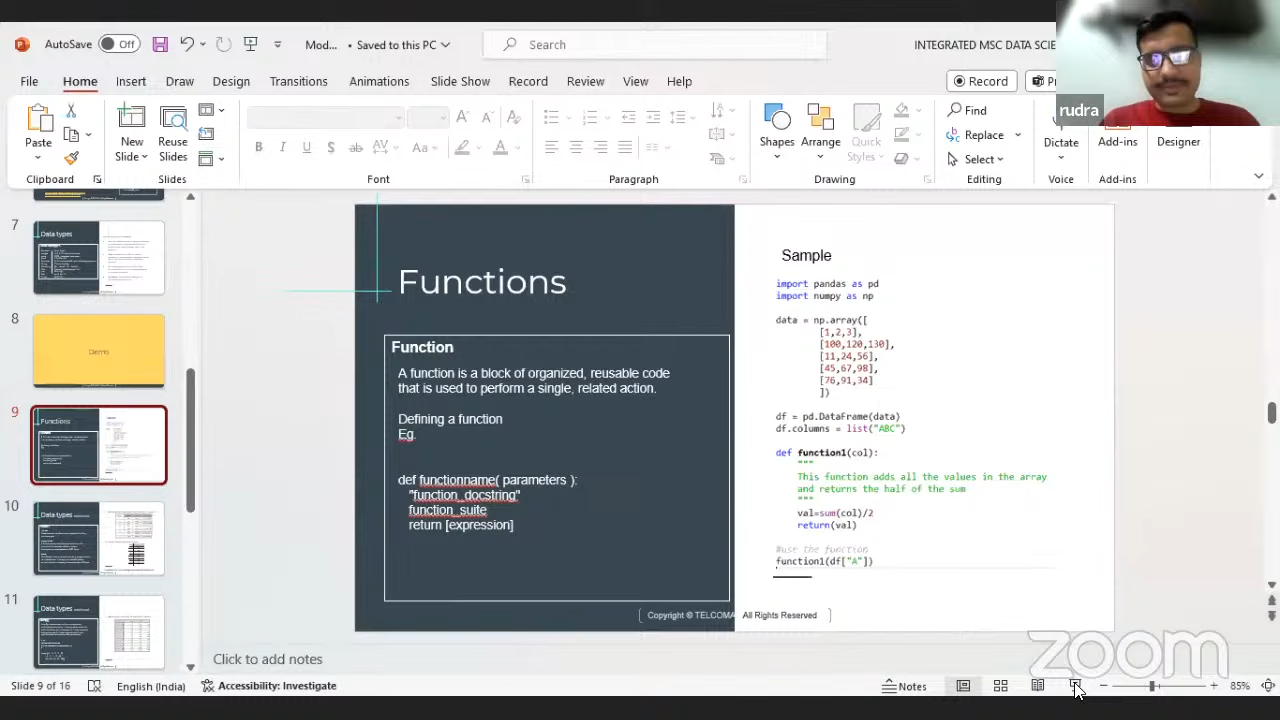 AutoSave Off Mod... • Saved to this PC Search INTEGRATED MSC DATA SCIE
File Home Insert Draw Design Transitions Animations Slide Show Record Review View Help Record
rudra
Paste New Slide Reuse Slides Shapes Arrange Quick Styles Find Replace Select Dictate Add-ins Designer
Clipboard Slides Font Paragraph Drawing Editing Voice Add-ins
7
Data types
8
Demo
9
Functions
10
Data types
11
Data types
Functions
Function
A function is a block of organized, reusable code
that is used to perform a single, related action.
Defining a function
Eg.
def functionname( parameters ):
"function_docstring"
function_suite
return [expression]
Sample
import pandas as pd
import numpy as np
data = np.array([
[1,2,3],
[100,120,130],
[11,24,56],
[45,67,98],
[76,91,34]
])
df = pd.DataFrame(data)
df.columns = list("ABC")
def function1(col):
"""
This function adds all the values in the array
and returns the half of the sum
"""
val=sum(col)/2
return(val)
#use the function
function1(df["A"])
Copyright © TELCOMA. All Rights Reserved
zoom
Click to add notes
Slide 9 of 16 English (India) Accessibility: Investigate Notes 85%